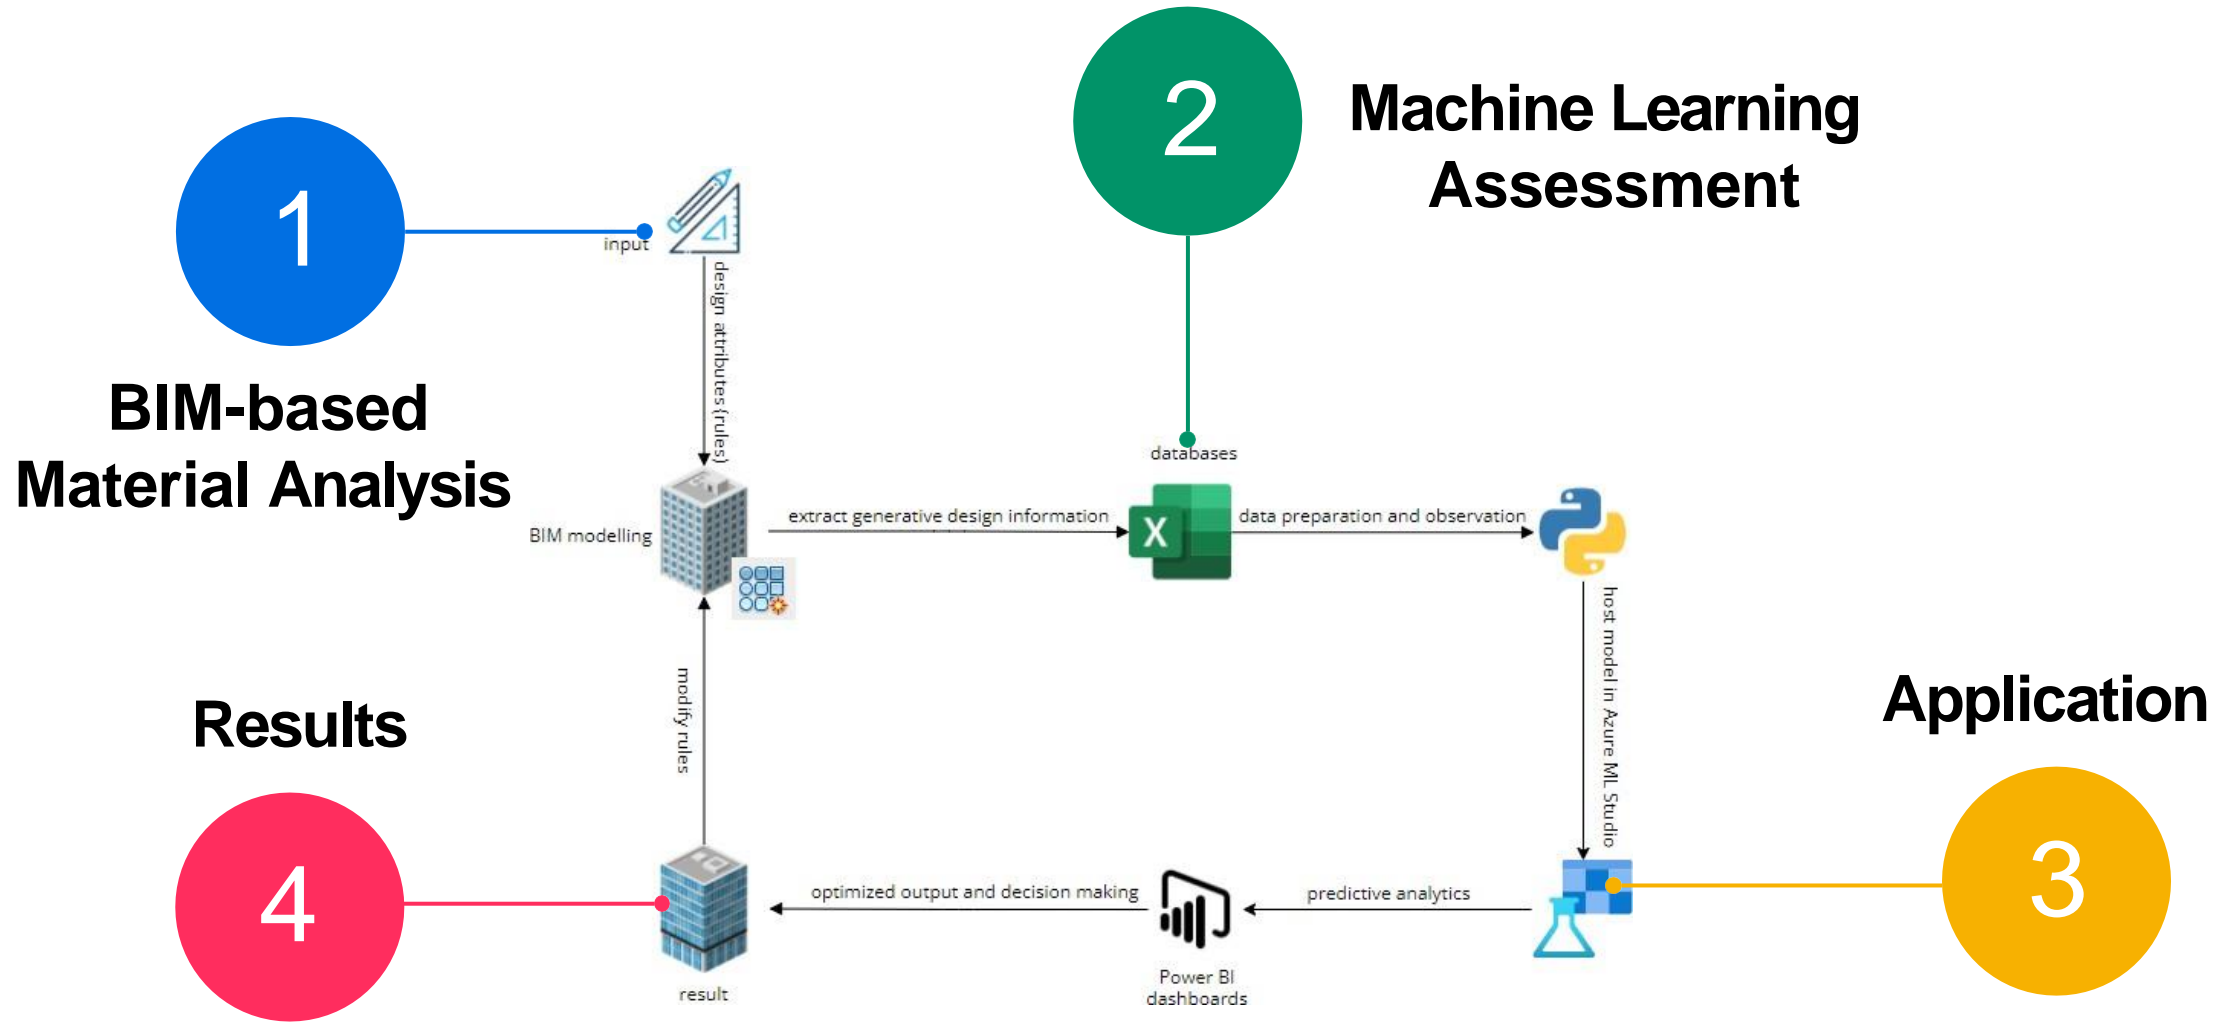 1
BIM-based
Material Analysis
2
Machine Learning
Assessment
input
design attributes (rules)
databases
BIM modelling
extract generative design information
X
data preparation and observation
host model in Azure ML Studio
modify rules
Results
4
Application
3
optimized output and decision making
predictive analytics
Power BI
dashboards
result